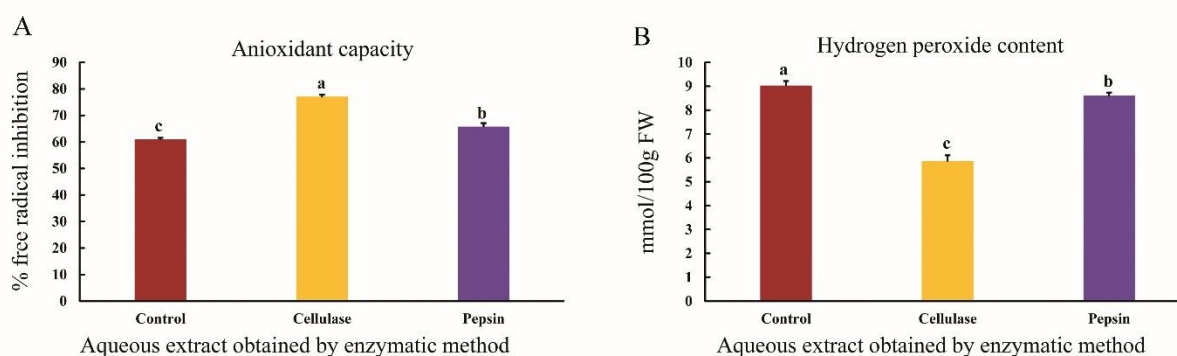 A
Anioxidant capacity
% free radical inhibition
90
80
70
60
50
40
30
20
10
0
c
a
b
Control Cellulase Pepsin
Aqueous extract obtained by enzymatic method
B
Hydrogen peroxide content
mmol/100g FW
10
9
8
7
6
5
4
3
2
1
0
a
c
b
Control Cellulase Pepsin
Aqueous extract obtained by enzymatic method